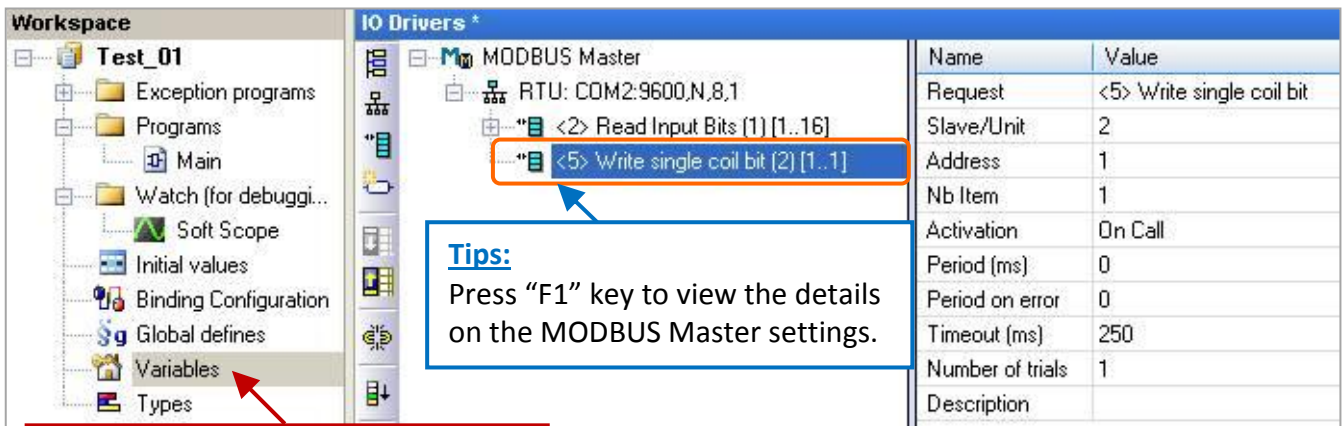 Workspace
Test_01
Exception programs
Programs
Main
Watch (for debuggi...
Soft Scope
Initial values
Binding Configuration
Global defines
Variables
Types
IO Drivers *
MODBUS Master
RTU: COM2:9600,N,8,1
<2> Read Input Bits (1) [1..16]
<5> Write single coil bit (2) [1..1]
Tips:
Press “F1” key to view the details
on the MODBUS Master settings.
Name Value
Request <5> Write single coil bit
Slave/Unit 2
Address 1
Nb Item 1
Activation On Call
Period (ms) 0
Period on error 0
Timeout (ms) 250
Number of trials 1
Description